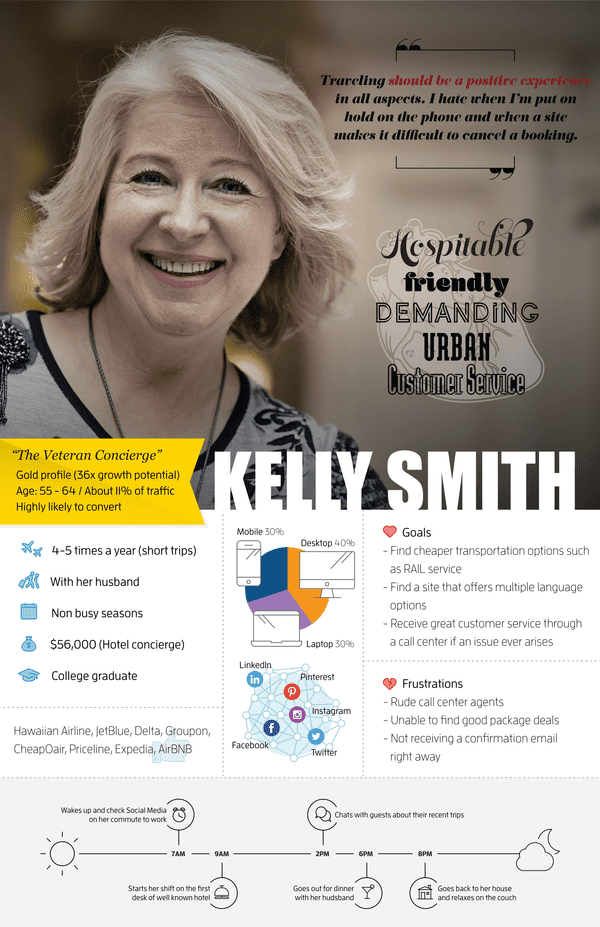 Traveling should be a positive experience
in all aspects. I hate when I'm put on
hold on the phone and when a site
makes it difficult to cancel a booking.
Hospitable
friendly
DEMANDING
URBAN
Customer Service
"The Veteran Concierge"
Gold profile (36x growth potential)
Age: 55 - 64 / About 11% of traffic
Highly likely to convert
KELLY SMITH
4-5 times a year (short trips)
With her husband
Non busy seasons
$56,000 (Hotel concierge)
College graduate
Hawaiian Airline, JetBlue, Delta, Groupon,
CheapOair, Priceline, Expedia, AirBNB
Mobile 30%
Desktop 40%
Laptop 30%
LinkedIn
Pinterest
Instagram
Facebook
Twitter
Goals
- Find cheaper transportation options such
as RAIL service
- Find a site that offers multiple language
options
- Receive great customer service through
a call center if an issue ever arises
Frustrations
- Rude call center agents
- Unable to find good package deals
- Not receiving a confirmation email
right away
Wakes up and check Social Media
on her commute to work
Chats with guests about their recent trips
7AM
9AM
2PM
6PM
8PM
Starts her shift on the first
desk of well known hotel
Goes out for dinner
with her hudsband
Goes back to her house
and relaxes on the couch